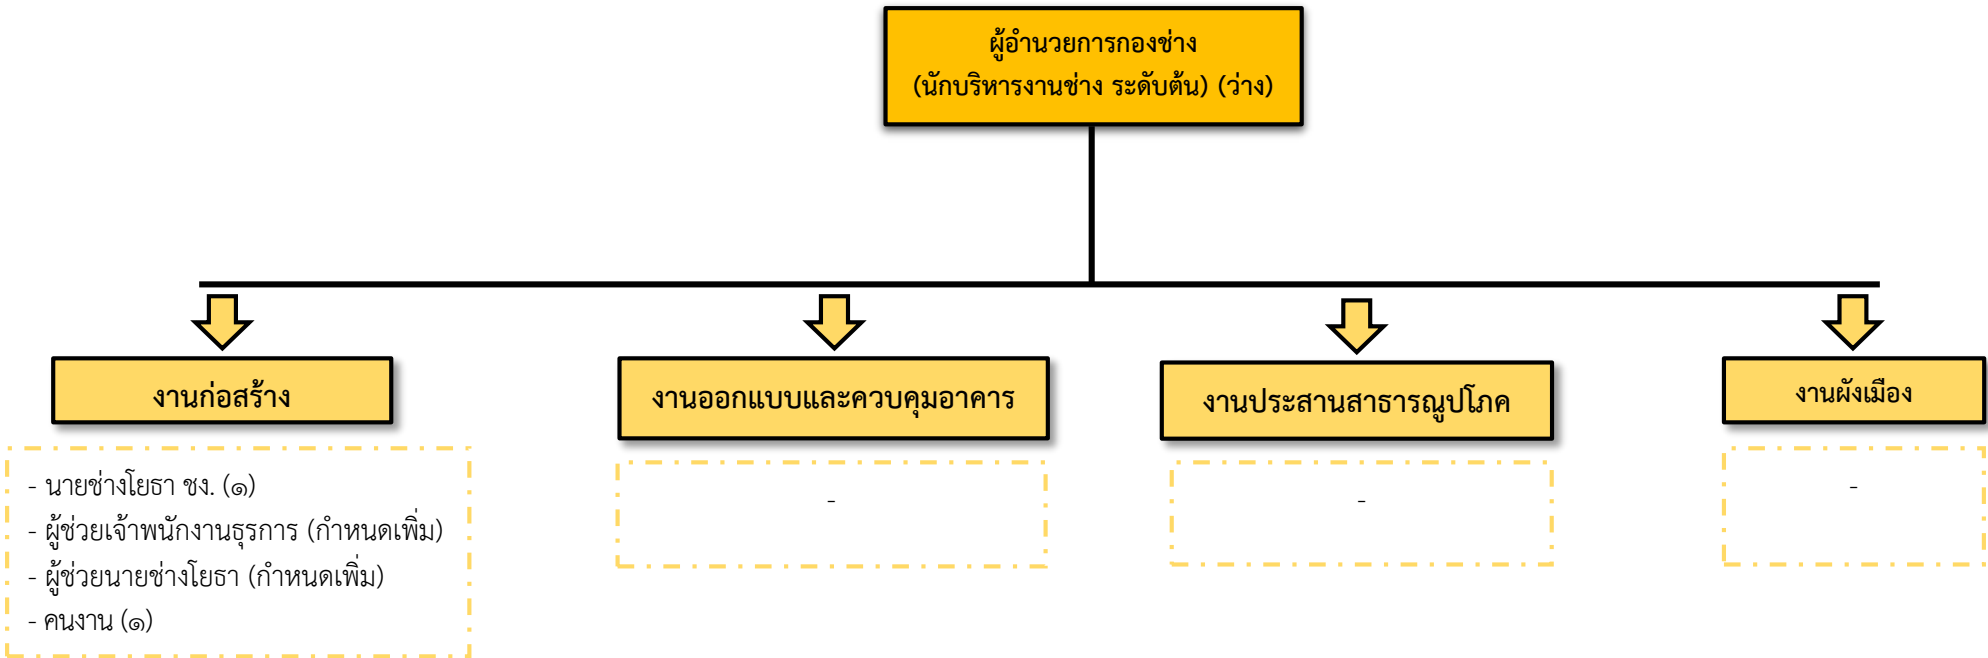 ผู้อำนวยการกองช่าง
(นักบริหารงานช่าง ระดับต้น) (ว่าง)
งานก่อสร้าง
งานออกแบบและควบคุมอาคาร
งานประสานสาธารณูปโภค
งานผังเมือง
- นายช่างโยธา ชง. (๑)
- ผู้ช่วยเจ้าพนักงานธุรการ (กำหนดเพิ่ม)
- ผู้ช่วยนายช่างโยธา (กำหนดเพิ่ม)
- คนงาน (๑)
-
-
-